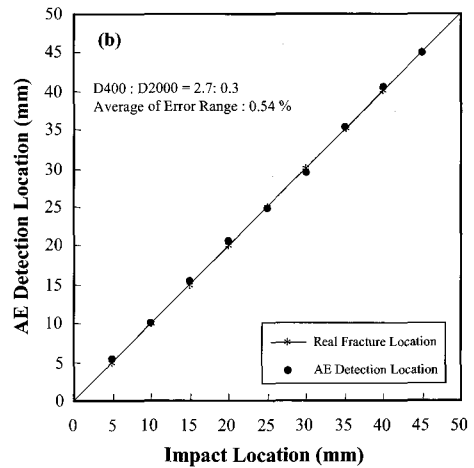 (b)
D400 : D2000 = 2.7: 0.3
Average of Error Range : 0.54 %
AE Detection Location (mm)
50
45
40
35
30
25
20
15
10
5
0
Real Fracture Location
AE Detection Location
0 5 10 15 20 25 30 35 40 45 50
Impact Location (mm)